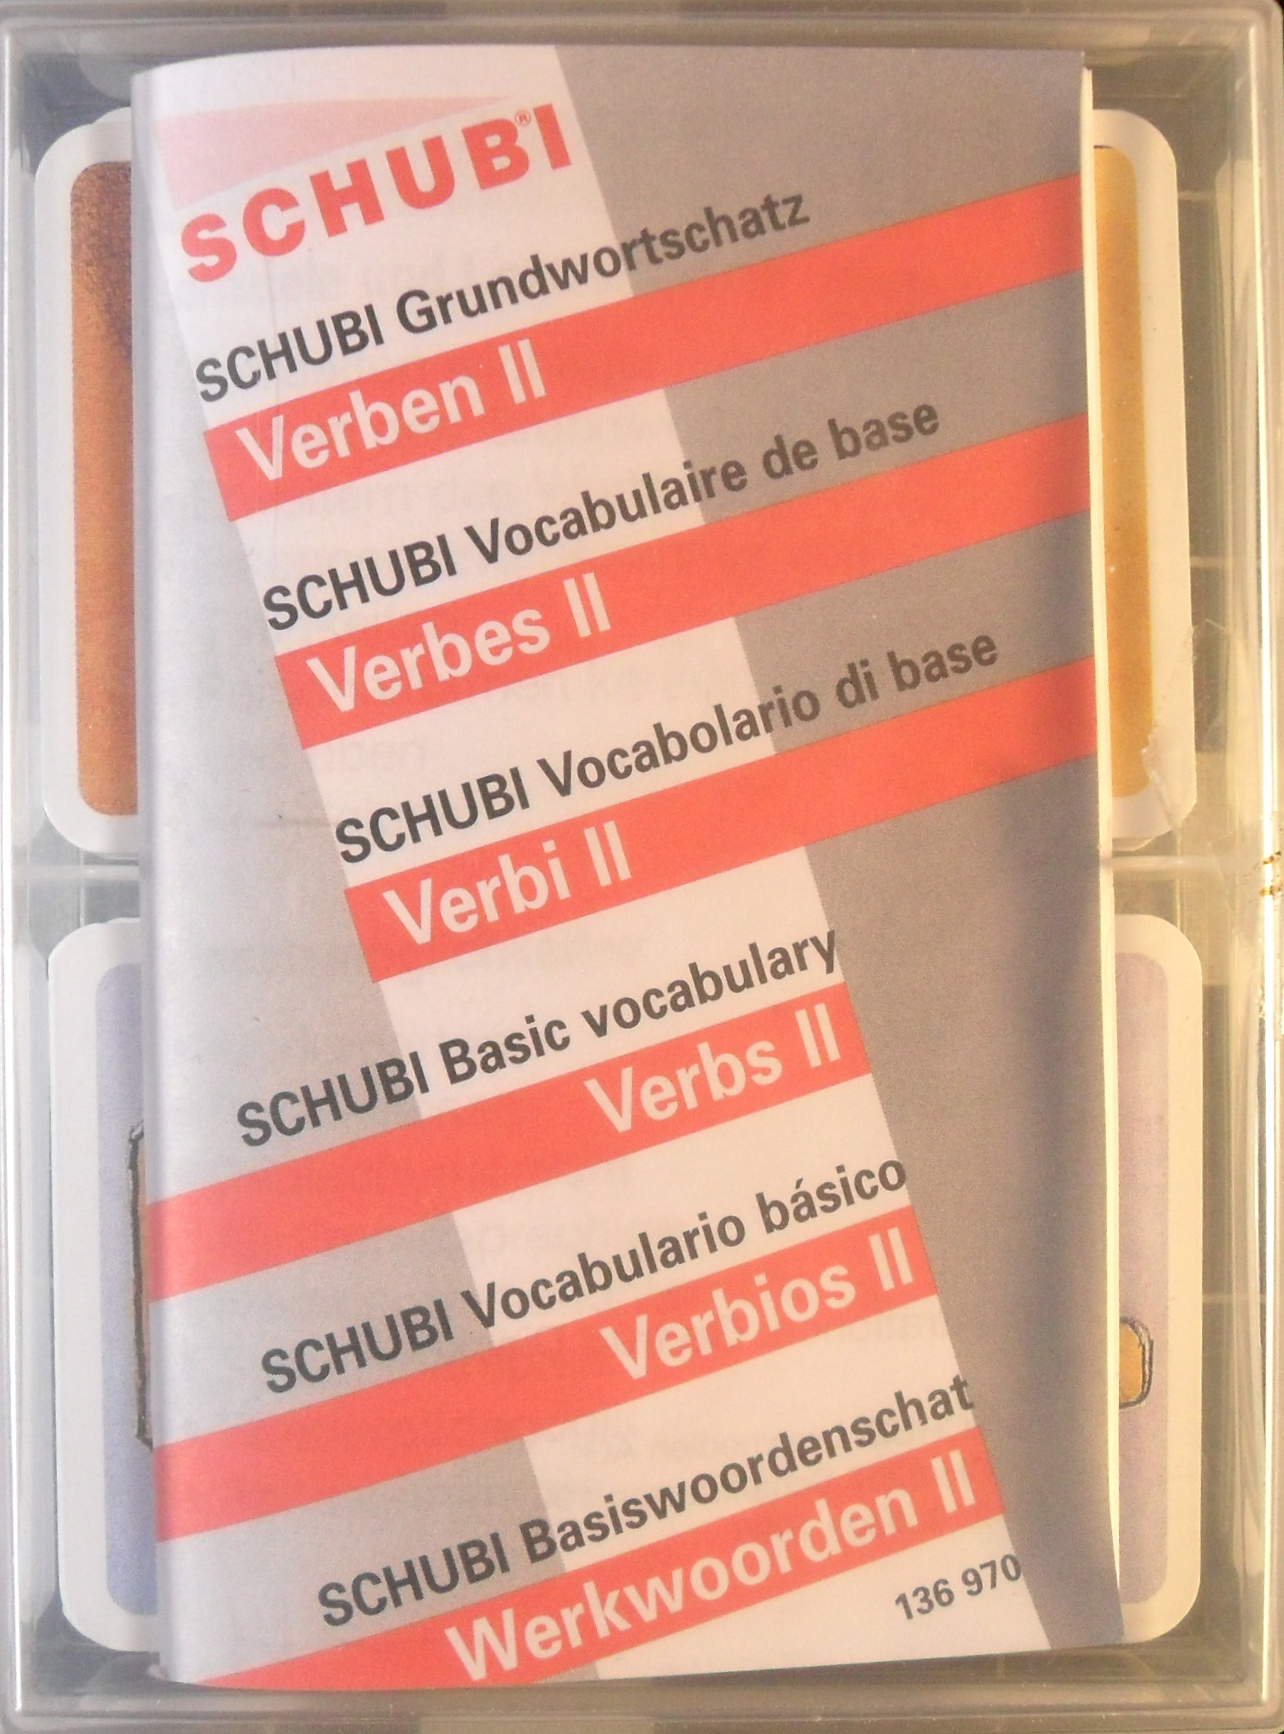 SCHUBI®
SCHUBI Grundwortschatz
Verben II
SCHUBI Vocabulaire de base
Verbes II
SCHUBI Vocabolario di base
Verbi II
SCHUBI Basic vocabulary
Verbs II
SCHUBI Vocabulario básico
Verbios II
SCHUBI Basiswoordenschat
Werkwoorden II
136 970